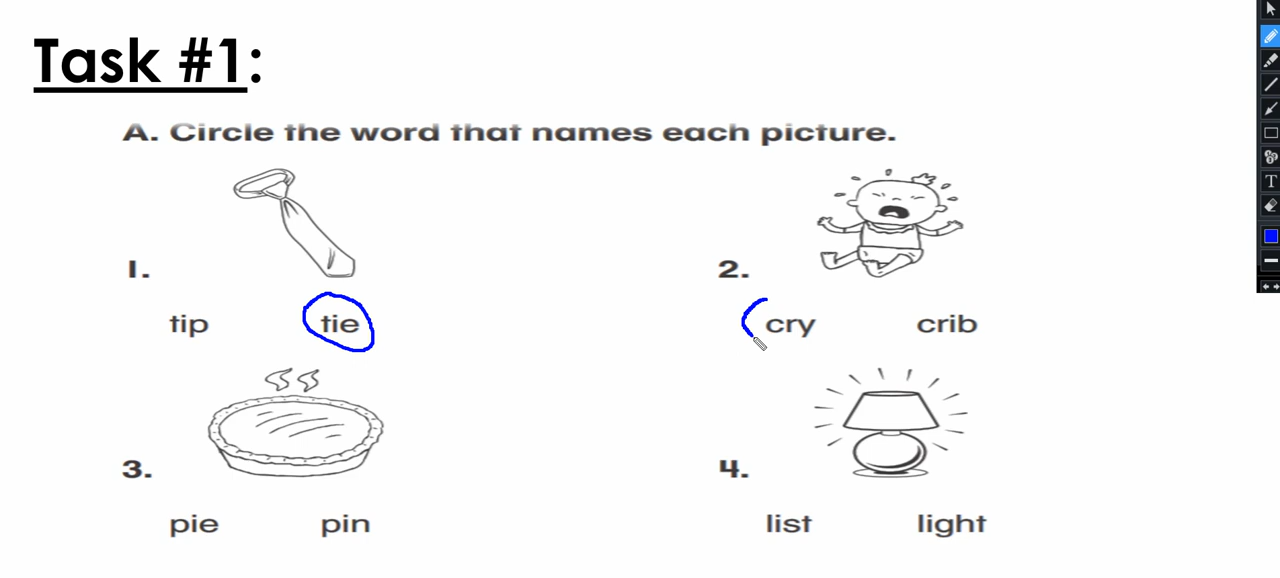 Task #1:
A. Circle the word that names each picture.
1. 2.
tip tie cry crib
3. 4.
pie pin list light
T